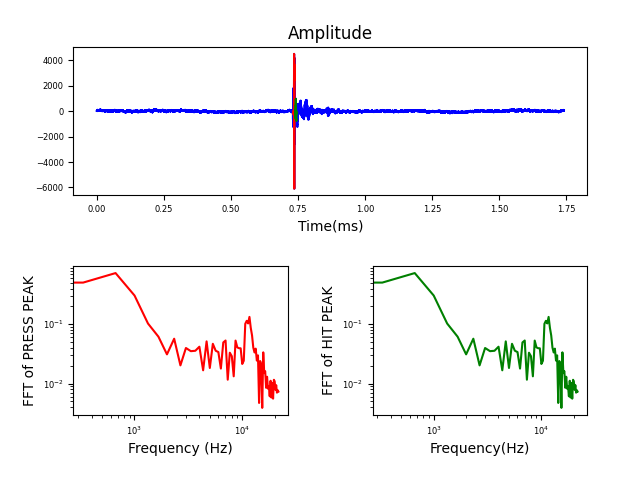 Amplitude
4000
2000
0
−2000
−4000
−6000
0.00 0.25 0.50 0.75 1.00 1.25 1.50 1.75
Time(ms)
FFT of PRESS PEAK
10⁻¹
10⁻²
10³ 10⁴
Frequency (Hz)
FFT of HIT PEAK
10⁻¹
10⁻²
10³ 10⁴
Frequency(Hz)